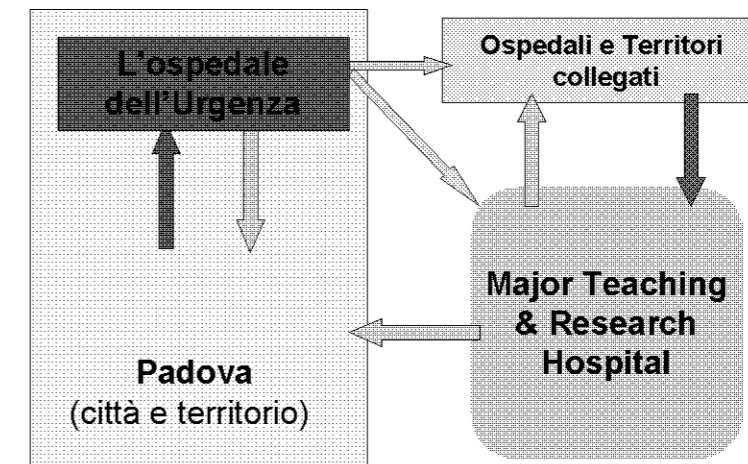 L'ospedale
dell'Urgenza
Ospedali e Territori
collegati
Major Teaching
& Research
Hospital
Padova
(città e territorio)